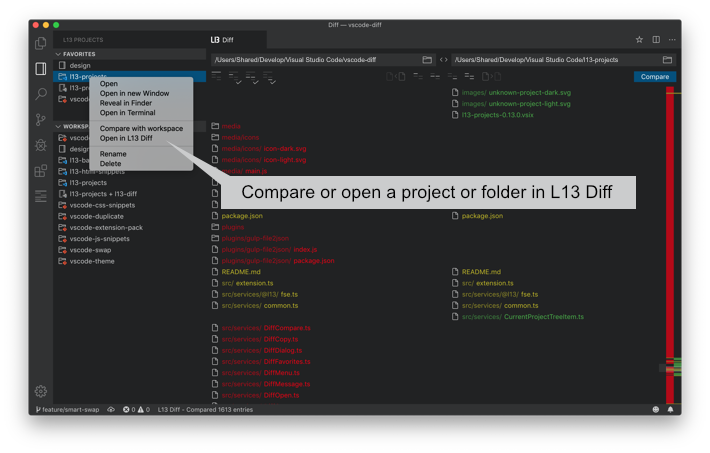 Diff — vscode-diff
L13 PROJECTS
L13 Diff
FAVORITES
design
l13-projects
l13-pr
vscod
/Users/Shared/Develop/Visual Studio Code/vscode-diff
/Users/Shared/Develop/Visual Studio Code/l13-projects
Compare
Open
Open in new Window
Reveal in Finder
Open in Terminal
Compare with workspace
Open in L13 Diff
Rename
Delete
WORKSP
vscod
design
l13-ba
l13-html-snippets
l13-projects
l13-projects + l13-diff
vscode-css-snippets
vscode-duplicate
vscode-extension-pack
vscode-js-snippets
vscode-swap
vscode-theme
images/ unknown-project-dark.svg
images/ unknown-project-light.svg
l13-projects-0.13.0.vsix
media
media/icons
media/icons/ icon-dark.svg
media/icons/ icon-light.svg
media/ main.js
Compare or open a project or folder in L13 Diff
package.json
package.json
plugins
plugins/gulp-file2json
plugins/gulp-file2json/ index.js
plugins/gulp-file2json/ package.json
README.md
README.md
src/ extension.ts
src/ extension.ts
src/services/@l13/ fse.ts
src/services/@l13/ fse.ts
src/services/ common.ts
src/services/ common.ts
src/services/ CurrentProjectTreeItem.ts
src/services/ DiffCompare.ts
src/services/ DiffCopy.ts
src/services/ DiffDialog.ts
src/services/ DiffFavorites.ts
src/services/ DiffMenu.ts
src/services/ DiffMessage.ts
src/services/ DiffOpen.ts
feature/smart-swap
0
0
L13 Diff - Compared 1613 entries